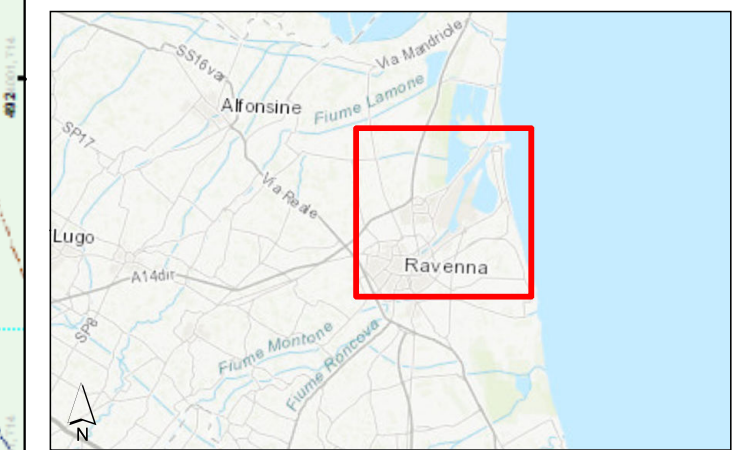 Via Mandriole
SS16var
Alfonsine
Fiume Lamone
SP17
Via Reale
Lugo
A14dir
Ravenna
SP8
Fiume Montone
Fiume Roncova
N